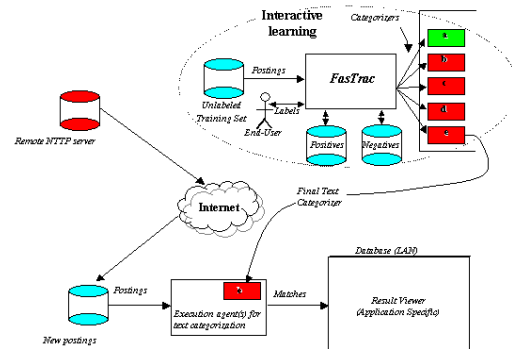 Interactive
learning
Categorizers
a
b
c
d
e
Postings
FasTrac
Unlabeled
Training Set
Labels
End-User
Positives
Negatives
Remote NTTP server
Internet
Final Text
Categorizer
Database (LAN)
Postings
Matches
Execution agent(s) for
text categorization
Result Viewer
(Application Specific)
New postings